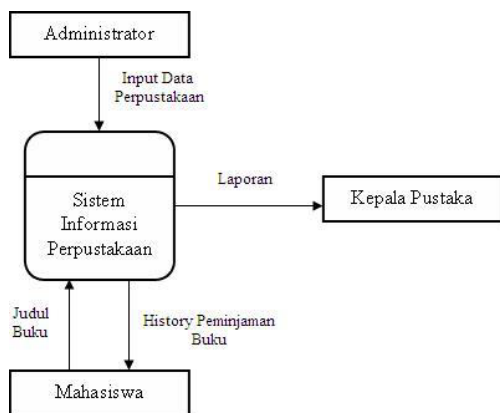 Administrator
Input Data
Perpustakaan
Sistem
Informasi
Perpustakaan
Laporan
Kepala Pustaka
Judul
Buku
History Peminjaman
Buku
Mahasiswa